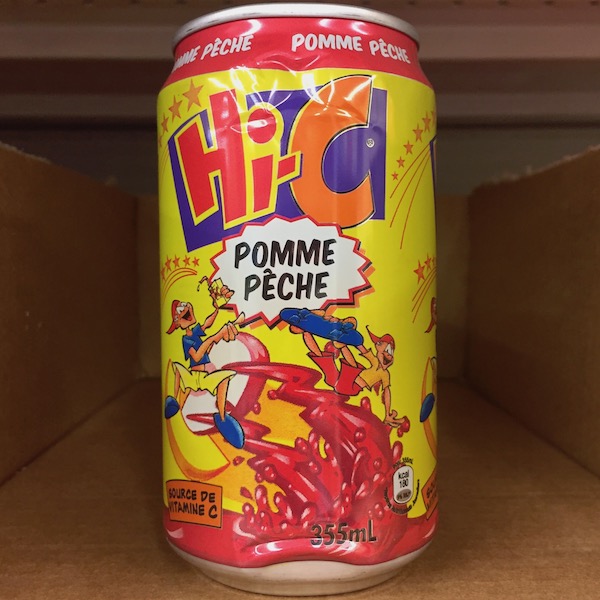 POMME PÊCHE
POMME PÊCHE
Hi-C®
POMME
PÊCHE
SOURCE DE
VITAMINE C
kcal
180
355mL